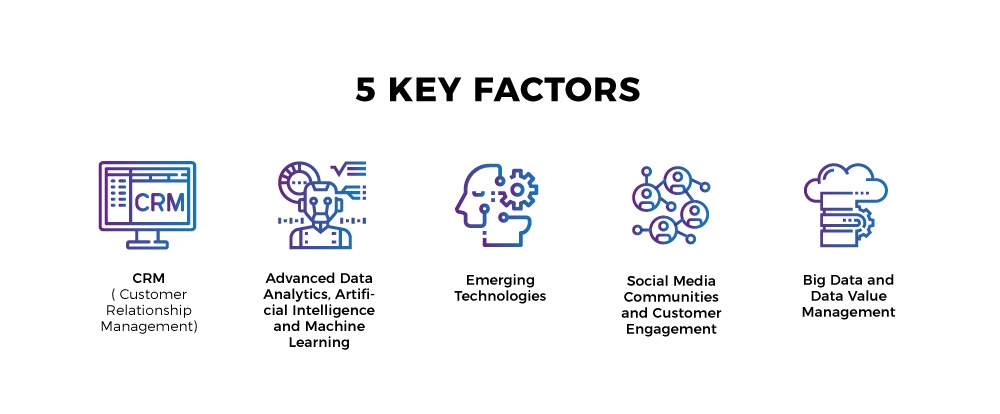 5 KEY FACTORS
CRM
CRM
( Customer
Relationship
Management)
Advanced Data
Analytics, Artifi-
cial Intelligence
and Machine
Learning
Emerging
Technologies
Social Media
Communities
and Customer
Engagement
Big Data and
Data Value
Management